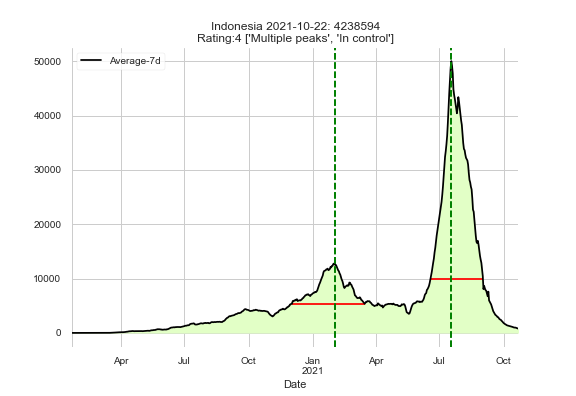 Indonesia 2021-10-22: 4238594
Rating:4 ['Multiple peaks', 'In control']
Average-7d
50000
40000
30000
20000
10000
0
Apr Jul Oct Jan Apr Jul Oct
2021
Date